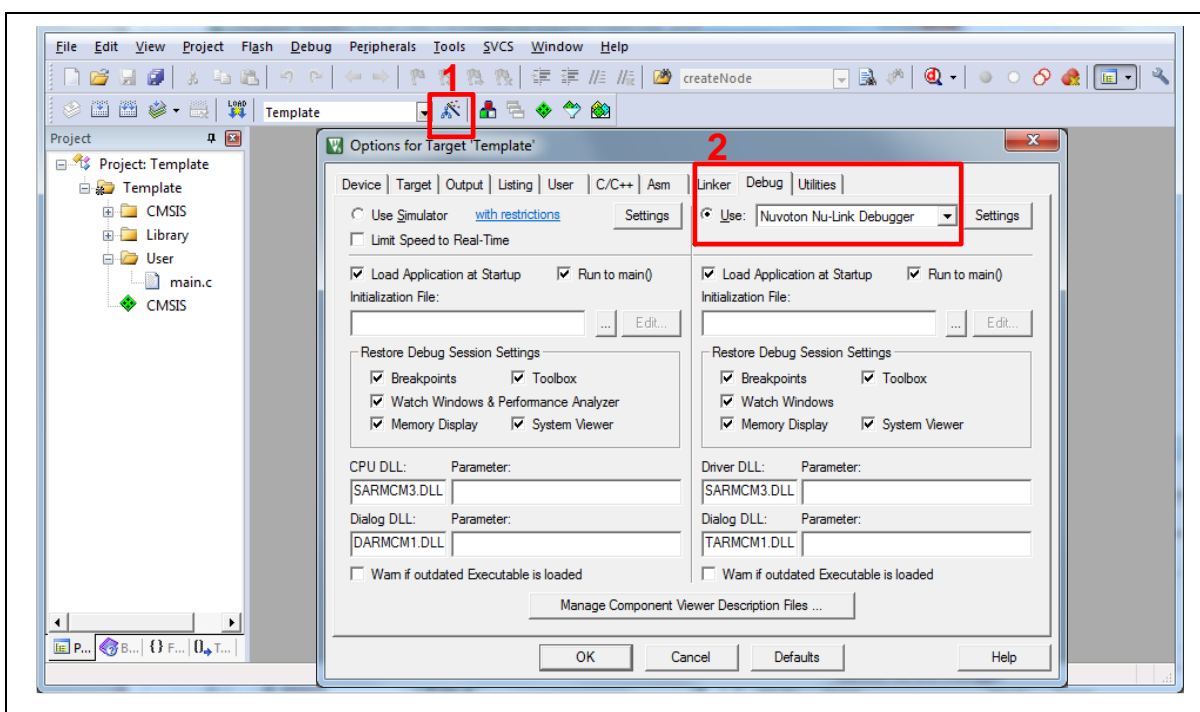 File Edit View Project Flash Debug Peripherals Tools SVCS Window Help
1
createNode
LOAD
Template
Project
Project: Template
Template
CMSIS
Library
User
main.c
CMSIS
P... B... {} F... 0 T...
Options for Target 'Template'
2
Device Target Output Listing User C/C++ Asm Linker Debug Utilities
Use Simulator with restrictions Settings Use: Nuvoton Nu-Link Debugger Settings
Limit Speed to Real-Time
Load Application at Startup Run to main() Load Application at Startup Run to main()
Initialization File: Initialization File:
... Edit... ... Edit...
Restore Debug Session Settings Restore Debug Session Settings
Breakpoints Toolbox Breakpoints Toolbox
Watch Windows & Performance Analyzer Watch Windows
Memory Display System Viewer Memory Display System Viewer
CPU DLL: Parameter: Driver DLL: Parameter:
SARMCM3.DLL SARMCM3.DLL
Dialog DLL: Parameter: Dialog DLL: Parameter:
DARMCM1.DLL TARMCM1.DLL
Warn if outdated Executable is loaded Warn if outdated Executable is loaded
Manage Component Viewer Description Files ...
OK Cancel Defaults Help